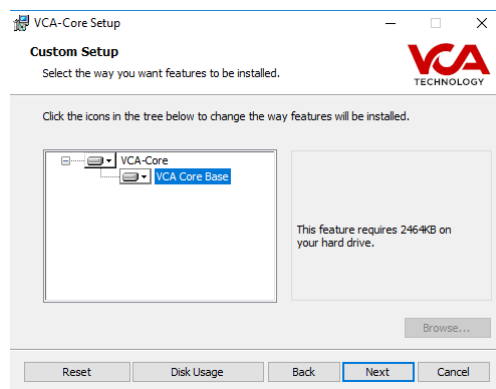 VCA-Core Setup
Custom Setup
Select the way you want features to be installed.
VCA
TECHNOLOGY
Click the icons in the tree below to change the way features will be installed.
VCA-Core
VCA Core Base
This feature requires 2464KB on
your hard drive.
Browse...
Reset
Disk Usage
Back
Next
Cancel